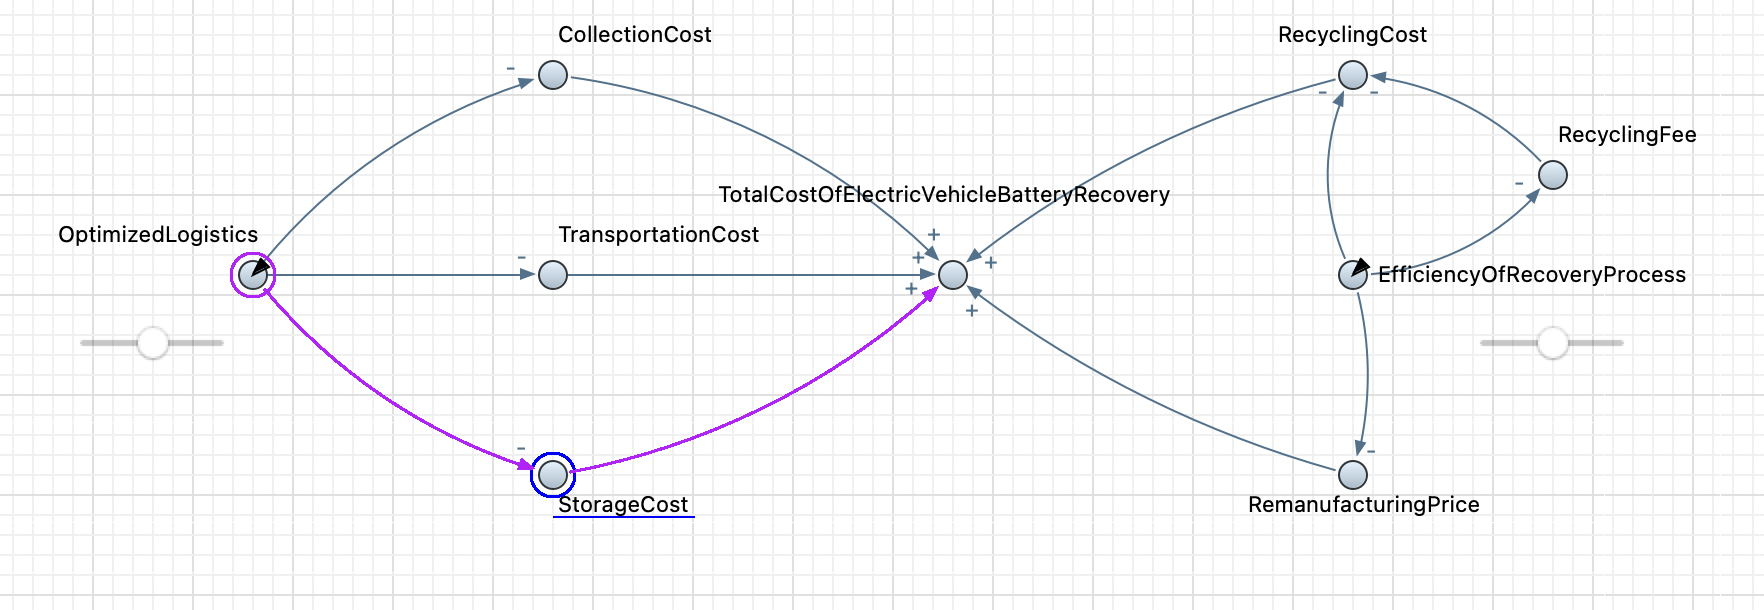 CollectionCost
RecyclingCost
-
-
-
RecyclingFee
-
TotalCostOfElectricVehicleBatteryRecovery
OptimizedLogistics
TransportationCost
+
-
+
+
EfficiencyOfRecoveryProcess
+
+
-
-
StorageCost
RemanufacturingPrice